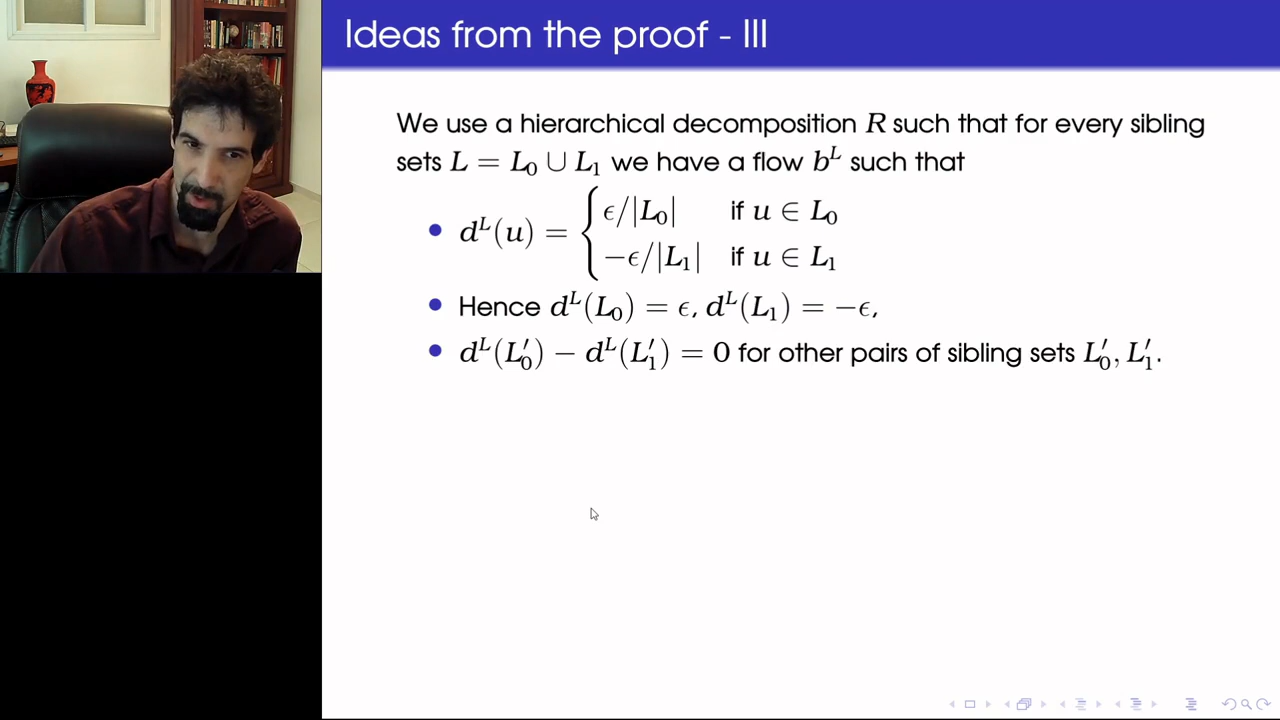 Ideas from the proof - III
We use a hierarchical decomposition R such that for every sibling
sets L = L₀ ∪ L₁ we have a flow bᴸ such that
• dᴸ(u) = { ϵ/|L₀| if u ∈ L₀
−ϵ/|L₁| if u ∈ L₁
• Hence dᴸ(L₀) = ϵ, dᴸ(L₁) = −ϵ,
• dᴸ(L′₀) − dᴸ(L′₁) = 0 for other pairs of sibling sets L′₀, L′₁.